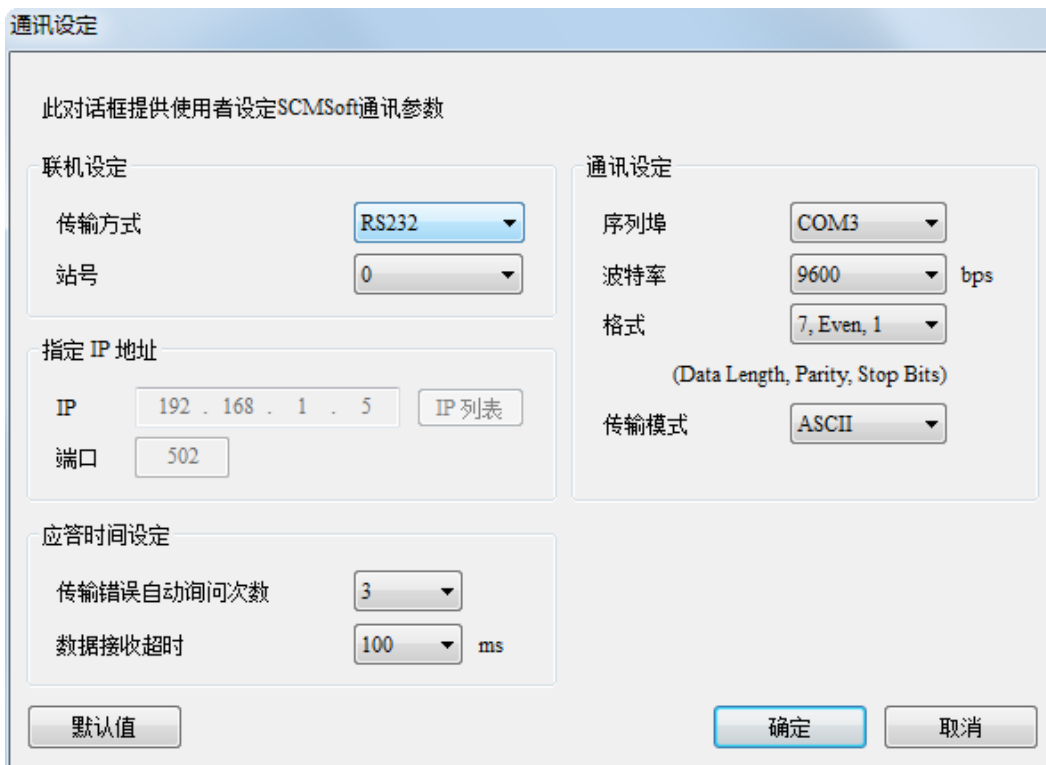 通讯设定
此对话框提供使用者设定SCMSoft通讯参数
联机设定
传输方式 RS232
站号 0
指定 IP 地址
IP 192 . 168 . 1 . 5 IP 列表
端口 502
应答时间设定
传输错误自动询问次数 3
数据接收超时 100 ms
通讯设定
序列埠 COM3
波特率 9600 bps
格式 7, Even, 1
(Data Length, Parity, Stop Bits)
传输模式 ASCII
默认值 确定 取消